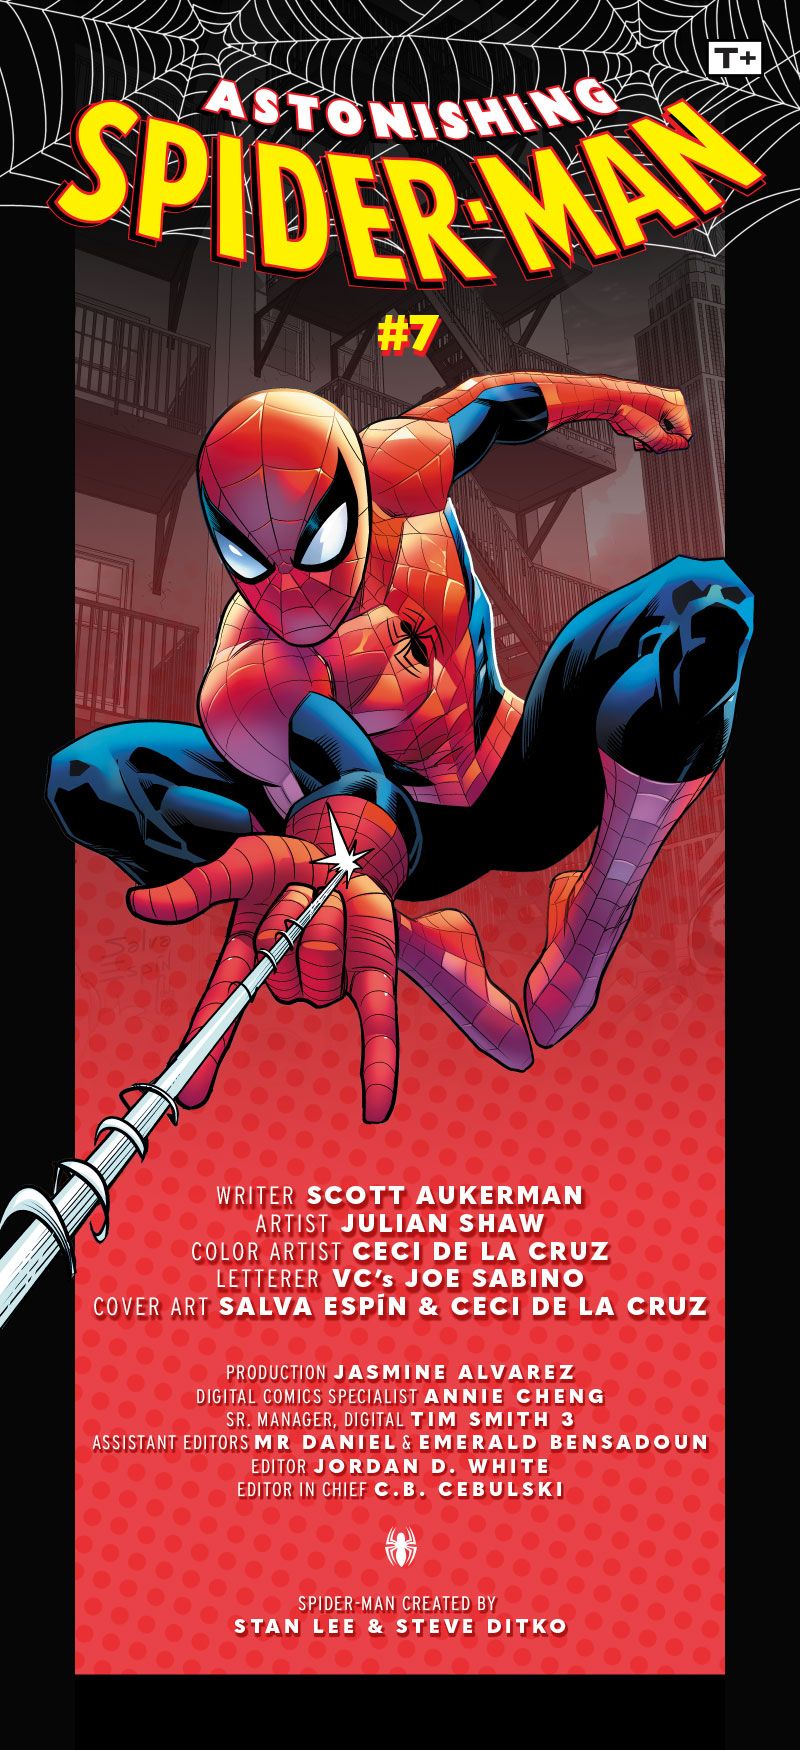 T+
ASTONISHING
SPIDER-MAN
#7
Salva
ESPÍN
WRITER SCOTT AUKERMAN
ARTIST JULIAN SHAW
COLOR ARTIST CECI DE LA CRUZ
LETTERER VC's JOE SABINO
COVER ART SALVA ESPÍN & CECI DE LA CRUZ
PRODUCTION JASMINE ALVAREZ
DIGITAL COMICS SPECIALIST ANNIE CHENG
SR. MANAGER, DIGITAL TIM SMITH 3
ASSISTANT EDITORS MR DANIEL & EMERALD BENSADOUN
EDITOR JORDAN D. WHITE
EDITOR IN CHIEF C.B. CEBULSKI
SPIDER-MAN CREATED BY
STAN LEE & STEVE DITKO